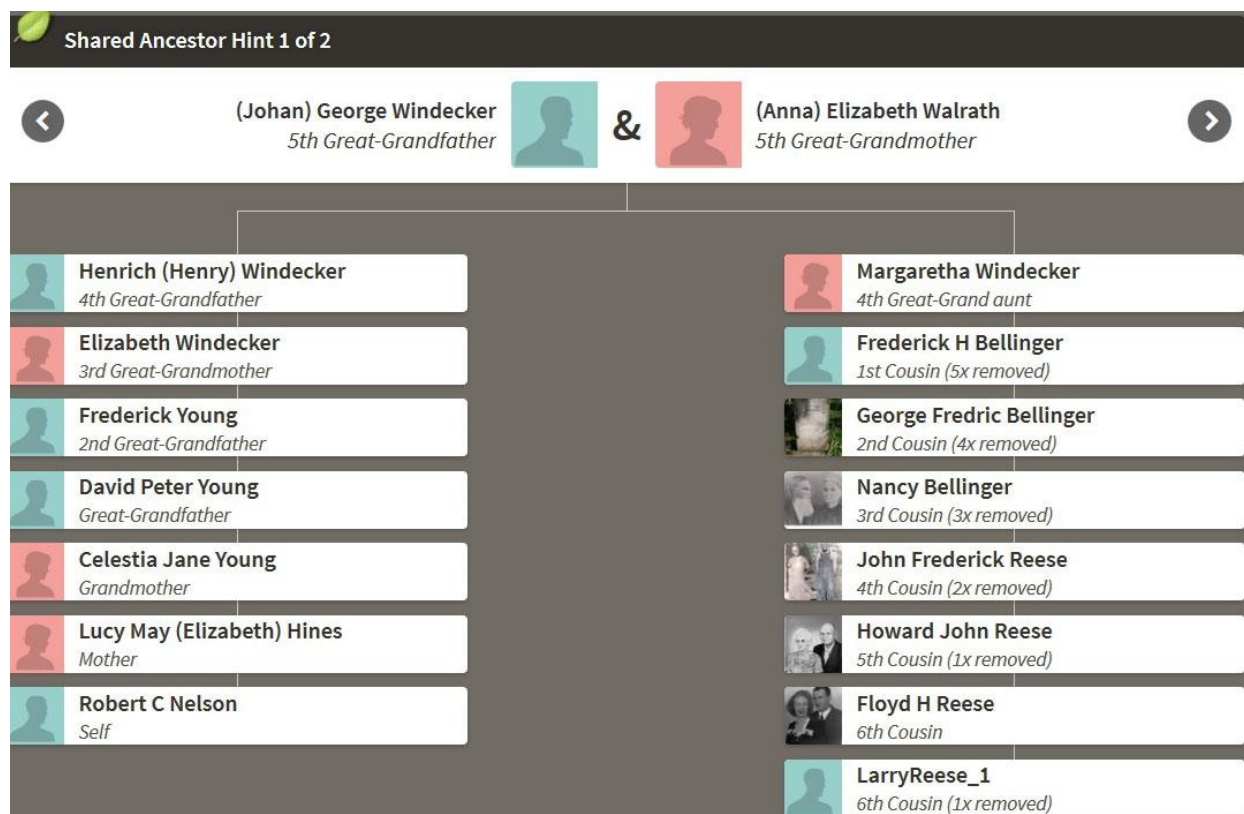 Shared Ancestor Hint 1 of 2
(Johan) George Windecker
5th Great-Grandfather
&
(Anna) Elizabeth Walrath
5th Great-Grandmother
Henrich (Henry) Windecker
4th Great-Grandfather
Elizabeth Windecker
3rd Great-Grandmother
Frederick Young
2nd Great-Grandfather
David Peter Young
Great-Grandfather
Celestia Jane Young
Grandmother
Lucy May (Elizabeth) Hines
Mother
Robert C Nelson
Self
Margaretha Windecker
4th Great-Grand aunt
Frederick H Bellinger
1st Cousin (5x removed)
George Fredric Bellinger
2nd Cousin (4x removed)
Nancy Bellinger
3rd Cousin (3x removed)
John Frederick Reese
4th Cousin (2x removed)
Howard John Reese
5th Cousin (1x removed)
Floyd H Reese
6th Cousin
LarryReese_1
6th Cousin (1x removed)